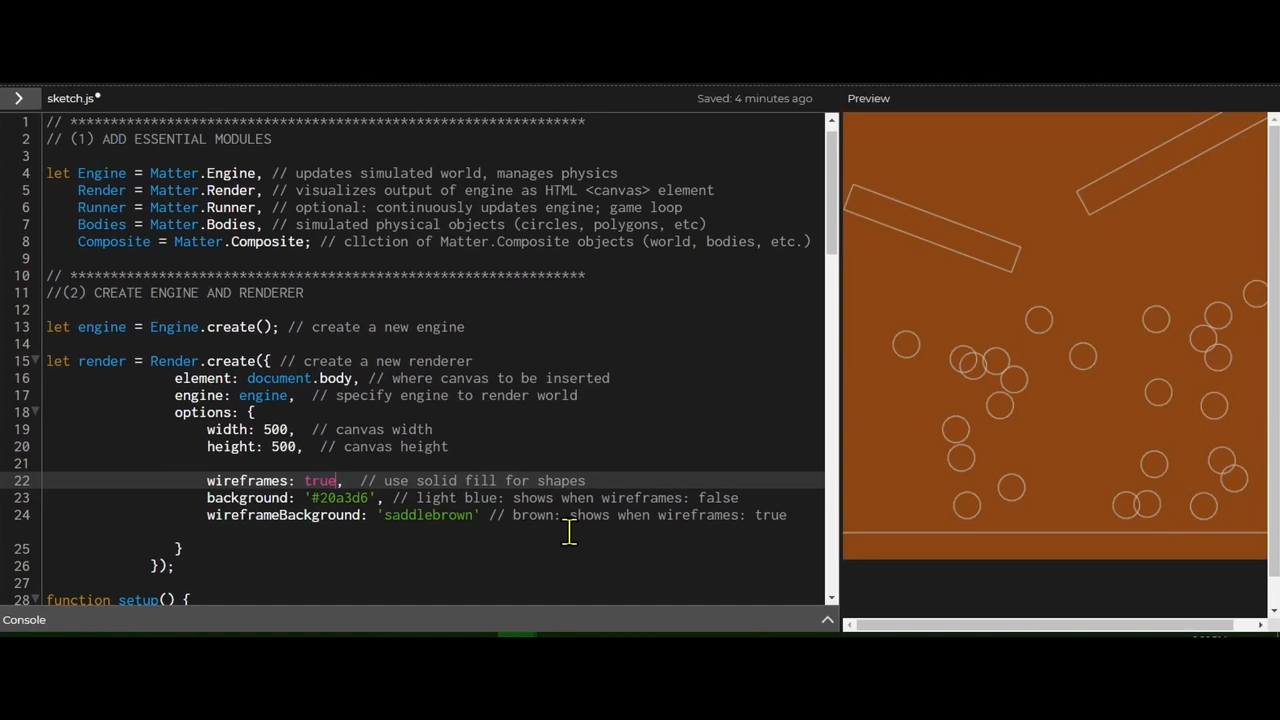 sketch.js Saved: 4 minutes ago Preview
1 // ****************************************************************
2 // (1) ADD ESSENTIAL MODULES
3
4 let Engine = Matter.Engine, // updates simulated world, manages physics
5 Render = Matter.Render, // visualizes output of engine as HTML <canvas> element
6 Runner = Matter.Runner, // optional: continuously updates engine; game loop
7 Bodies = Matter.Bodies, // simulated physical objects (circles, polygons, etc)
8 Composite = Matter.Composite; // cllction of Matter.Composite objects (world, bodies, etc.)
9
10 // ****************************************************************
11 //(2) CREATE ENGINE AND RENDERER
12
13 let engine = Engine.create(); // create a new engine
14
15 let render = Render.create({ // create a new renderer
16 element: document.body, // where canvas to be inserted
17 engine: engine, // specify engine to render world
18 options: {
19 width: 500, // canvas width
20 height: 500, // canvas height
21
22 wireframes: true, // use solid fill for shapes
23 background: '#20a3d6', // light blue: shows when wireframes: false
24 wireframeBackground: 'saddlebrown' // brown: shows when wireframes: true
25 }
26 });
27
28 function setup() {
Console